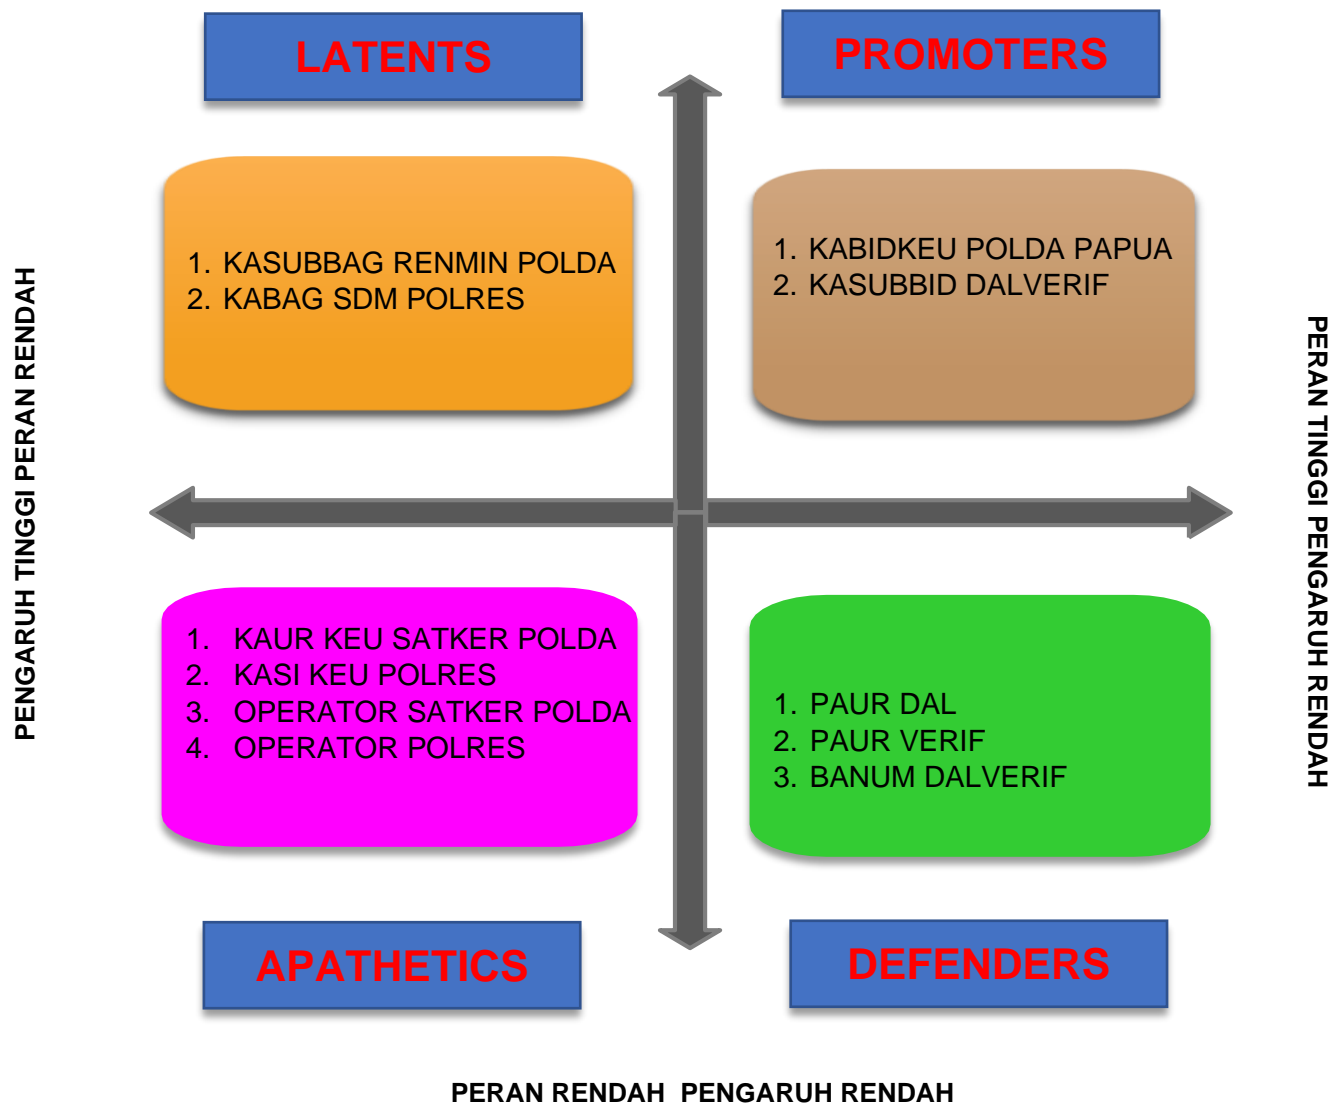 LATENTS
PROMOTERS
1. KASUBBAG RENMIN POLDA
2. KABAG SDM POLRES
1. KABIDKEU POLDA PAPUA
2. KASUBBID DALVERIF
PENGARUH TINGGI PERAN RENDAH
PERAN TINGGI PENGARUH RENDAH
1. KAUR KEU SATKER POLDA
2. KASI KEU POLRES
3. OPERATOR SATKER POLDA
4. OPERATOR POLRES
1. PAUR DAL
2. PAUR VERIF
3. BANUM DALVERIF
APATHETICS
DEFENDERS
PERAN RENDAH PENGARUH RENDAH